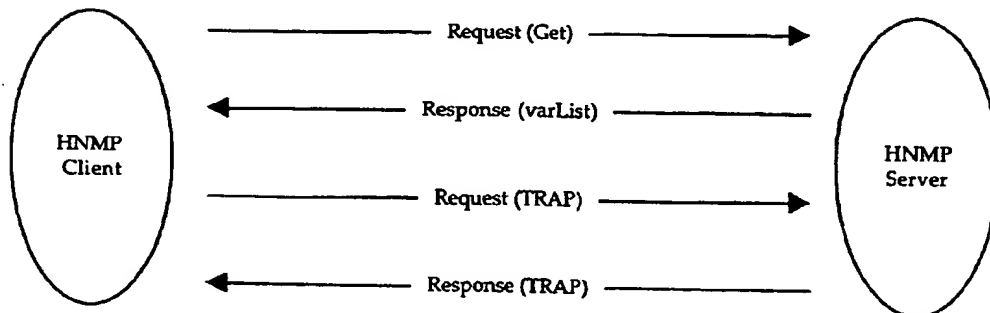 Request (Get)
Response (varList)
HNMP
Client
HNMP
Server
Request (TRAP)
Response (TRAP)